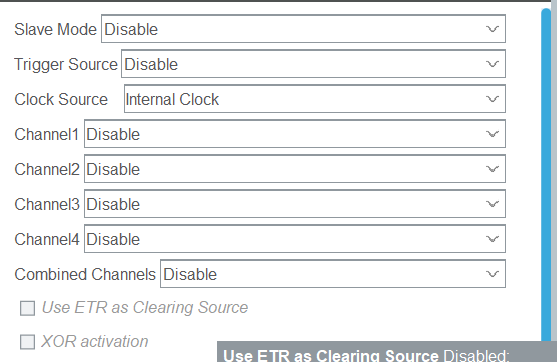 Slave Mode Disable
Trigger Source Disable
Clock Source Internal Clock
Channel1 Disable
Channel2 Disable
Channel3 Disable
Channel4 Disable
Combined Channels Disable
Use ETR as Clearing Source
XOR activation
Use ETR as Clearing Source Disabled: